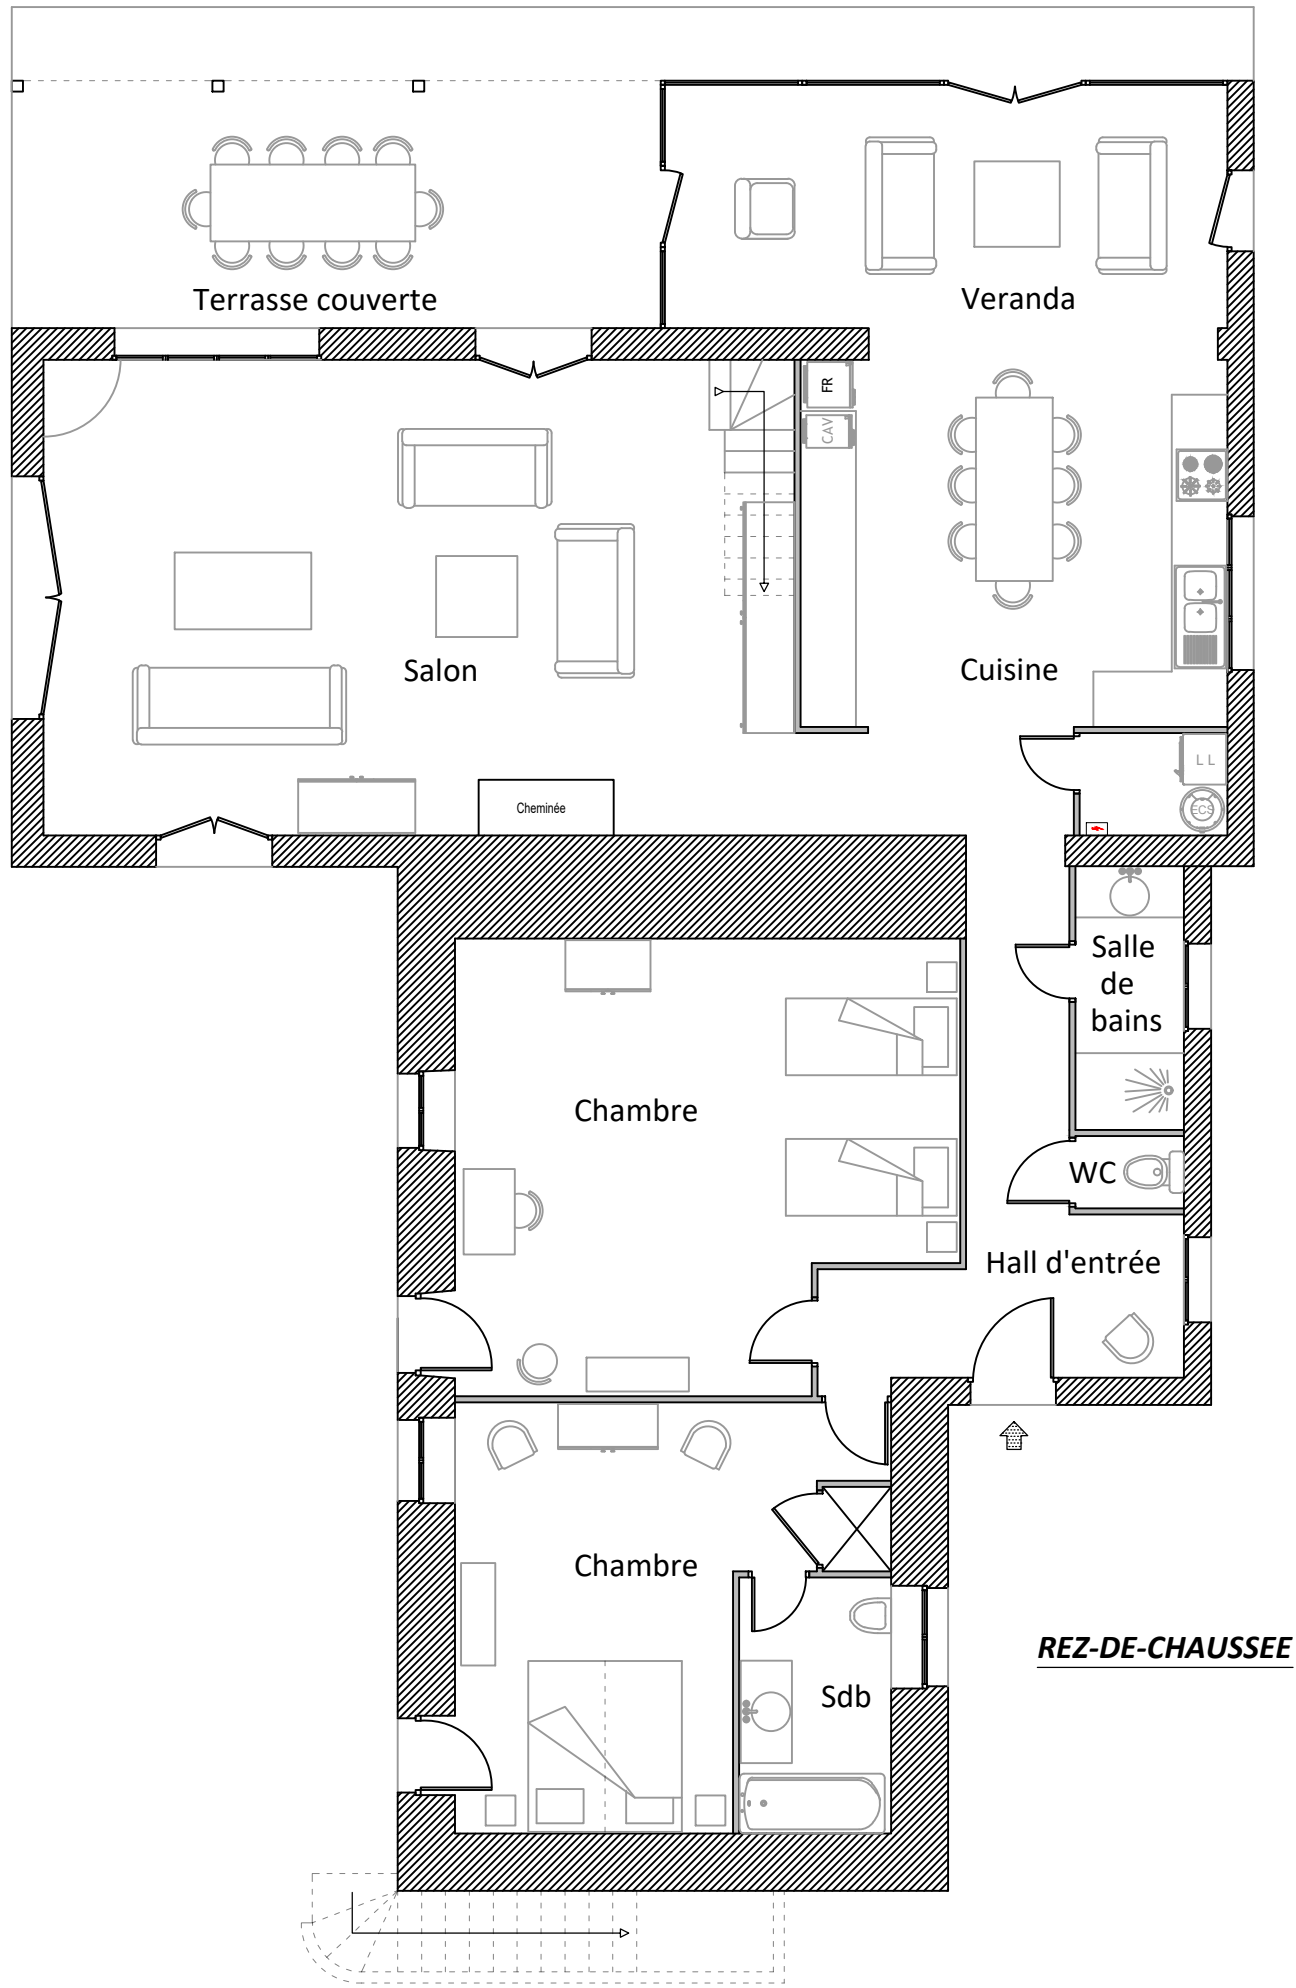 Terrasse couverte
Veranda
FR
CAV
Salon
Cuisine
Cheminée
LL
ECS
Salle
de
bains
Chambre
WC
Hall d'entrée
Chambre
Sdb
REZ-DE-CHAUSSEE